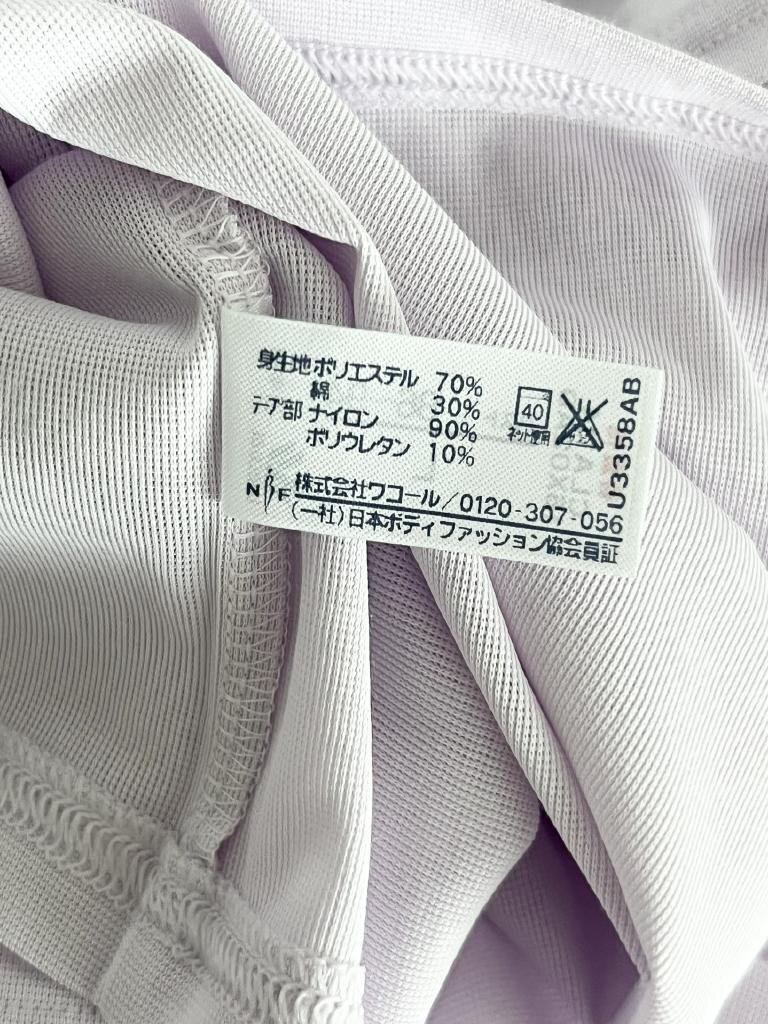 身生地 ポリエステル 70%
綿 30%
テープ部 ナイロン 90%
ポリウレタン 10%
40
ネット使用
U3358AB
NBF 株式会社ワコール/0120-307-056
(一社)日本ボディファッション協会員証